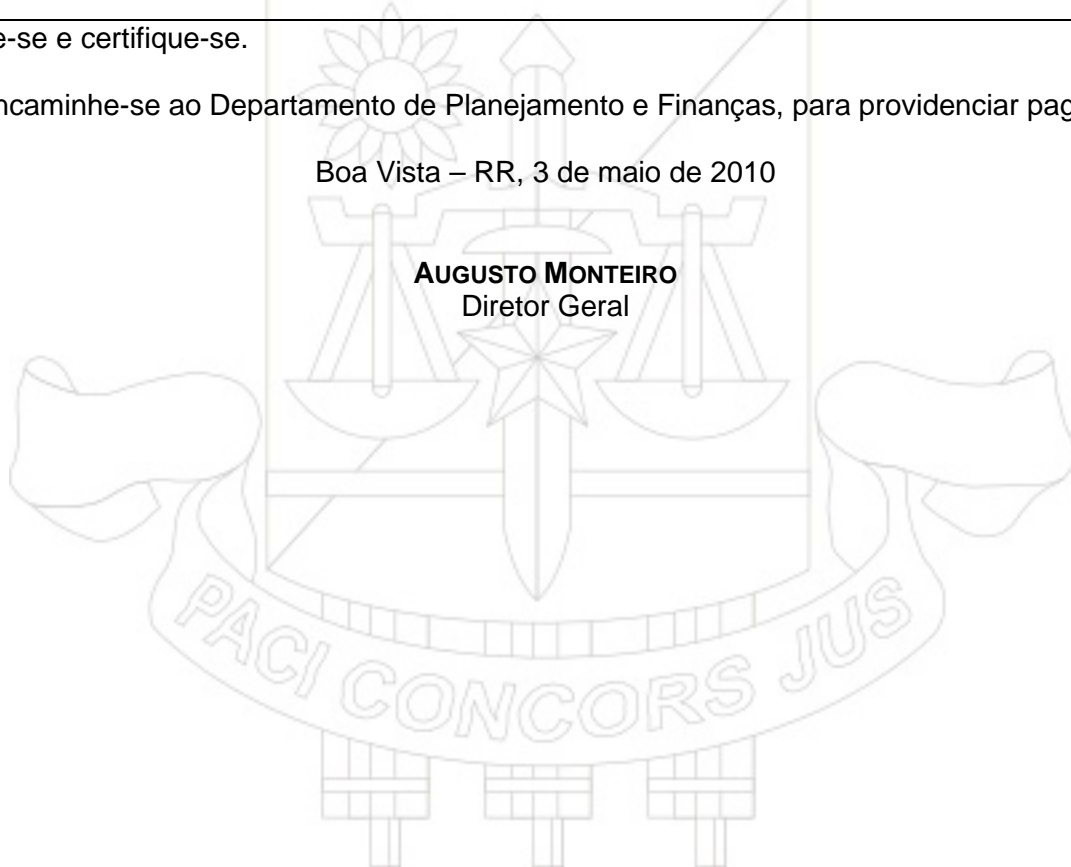 e-se e certifique-se.
ncaminhe-se ao Departamento de Planejamento e Finanças, para providenciar pag
Boa Vista – RR, 3 de maio de 2010
AUGUSTO MONTEIRO
Diretor Geral
PACI CONCORS JUS